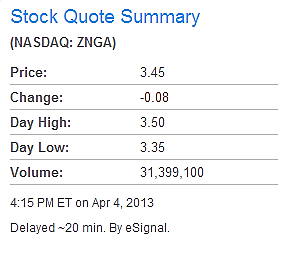 Stock Quote Summary
(NASDAQ: ZNGA)
Price: 3.45
Change: -0.08
Day High: 3.50
Day Low: 3.35
Volume: 31,399,100
4:15 PM ET on Apr 4, 2013
Delayed ~20 min. By eSignal.